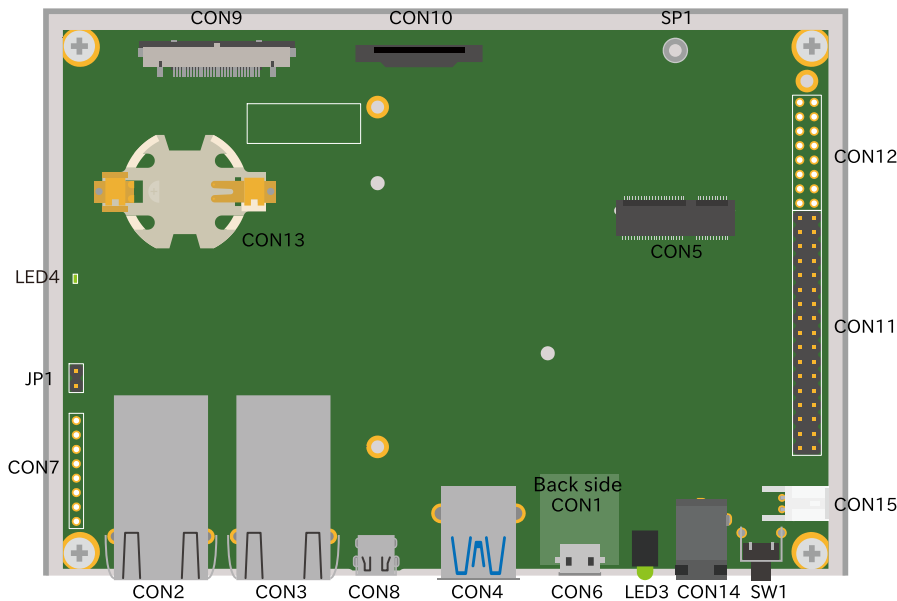 CON9
CON10
SP1
CON12
CON13
CON5
LED4
CON11
JP1
CON7
Back side
CON1
CON15
CON2
CON3
CON8
CON4
CON6
LED3
CON14
SW1